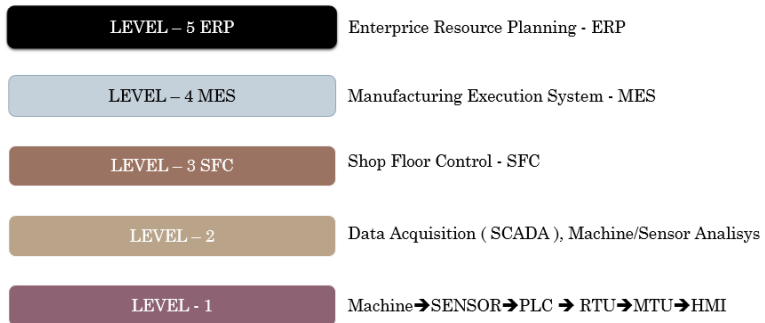 LEVEL – 5 ERP Enterprice Resource Planning - ERP
LEVEL – 4 MES Manufacturing Execution System - MES
LEVEL – 3 SFC Shop Floor Control - SFC
LEVEL – 2 Data Acquisition ( SCADA ), Machine/Sensor Analisys
LEVEL - 1 Machine➔SENSOR➔PLC ➔ RTU➔MTU➔HMI